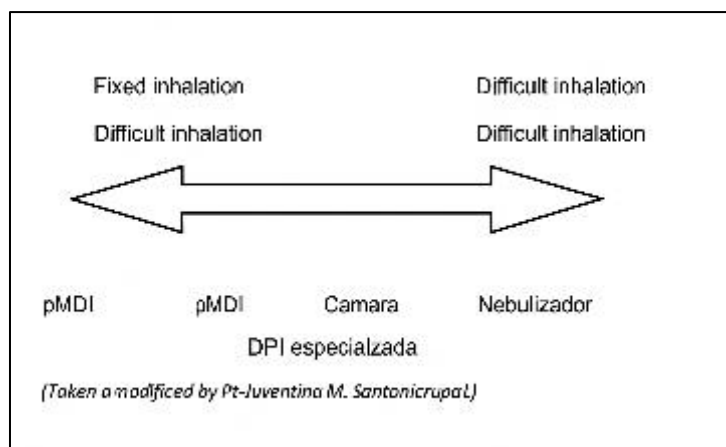 Fixed inhalation Difficult inhalation
Difficult inhalation Difficult inhalation
pMDI pMDI Camara Nebulizador
DPI especialzada
(Taken a modificed by Pt-Juventina M. Santonicrupal.)